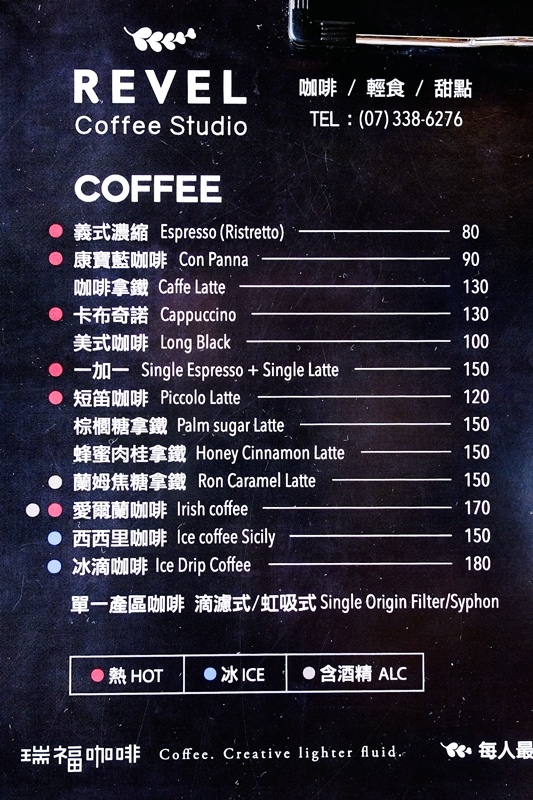 REVEL
Coffee Studio
咖啡 / 輕食 / 甜點
TEL：(07) 338-6276
COFFEE
義式濃縮 Espresso (Ristretto) 80
康寶藍咖啡 Con Panna 90
咖啡拿鐵 Caffe Latte 130
卡布奇諾 Cappuccino 130
美式咖啡 Long Black 100
一加一 Single Espresso + Single Latte 150
短笛咖啡 Piccolo Latte 120
棕櫚糖拿鐵 Palm sugar Latte 150
蜂蜜肉桂拿鐵 Honey Cinnamon Latte 150
蘭姆焦糖拿鐵 Ron Caramel Latte 150
愛爾蘭咖啡 Irish coffee 170
西西里咖啡 Ice coffee Sicily 150
冰滴咖啡 Ice Drip Coffee 180
單一產區咖啡 滴濾式/虹吸式 Single Origin Filter/Syphon
熱 HOT 冰 ICE 含酒精 ALC
瑞福咖啡 Coffee. Creative lighter fluid. 每人最